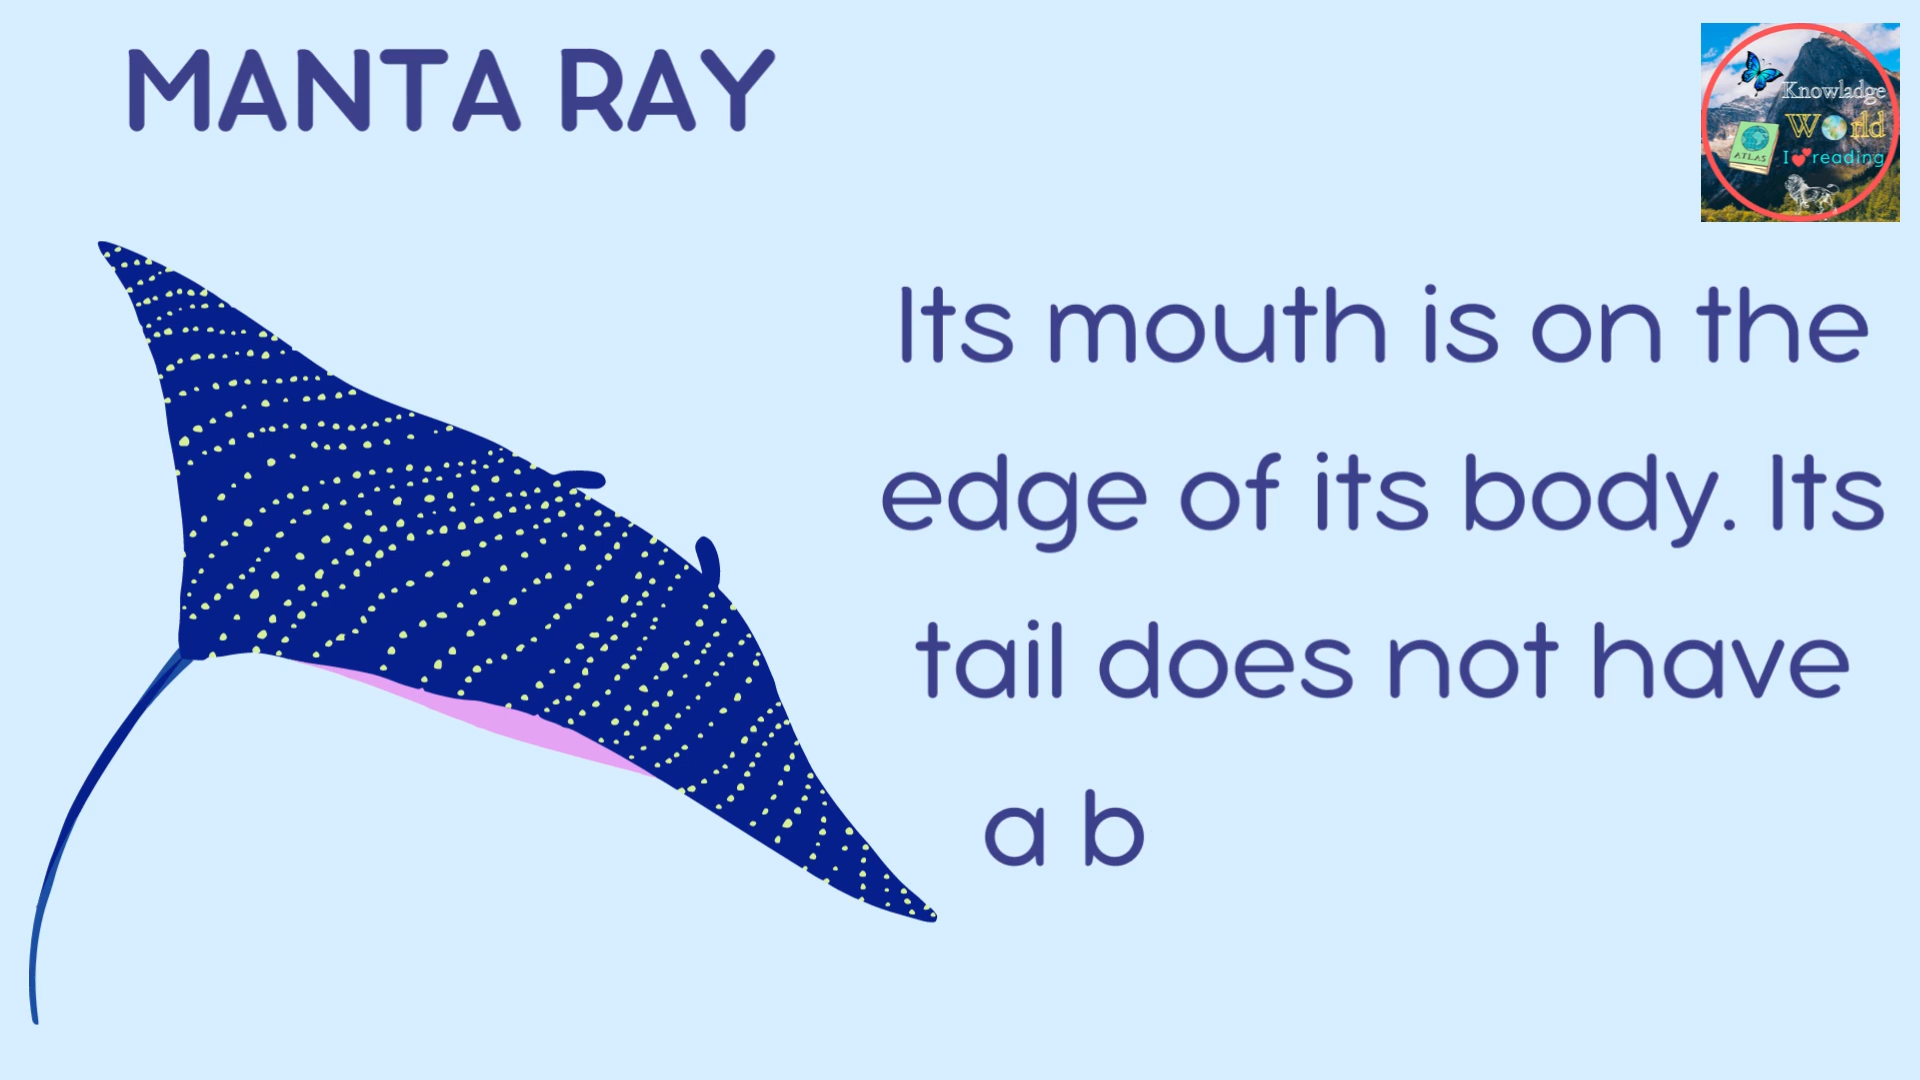 MANTA RAY
Knowladge
World
ATLAS
I reading
Its mouth is on the
edge of its body. Its
tail does not have
a b